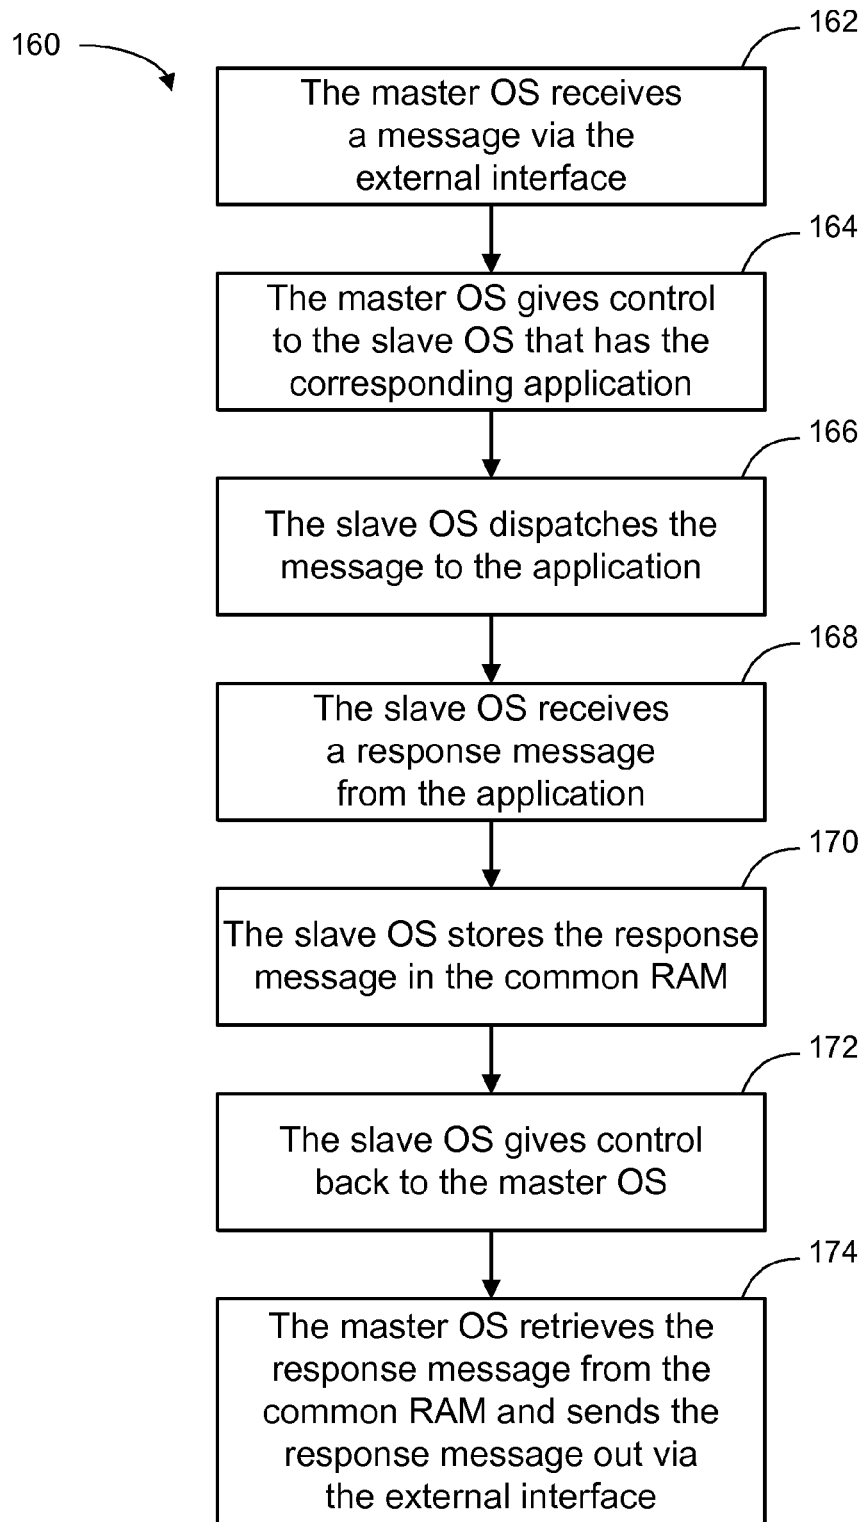 160
162
The master OS receives
a message via the
external interface
164
The master OS gives control
to the slave OS that has the
corresponding application
166
The slave OS dispatches the
message to the application
168
The slave OS receives
a response message
from the application
170
The slave OS stores the response
message in the common RAM
172
The slave OS gives control
back to the master OS
174
The master OS retrieves the
response message from the
common RAM and sends the
response message out via
the external interface